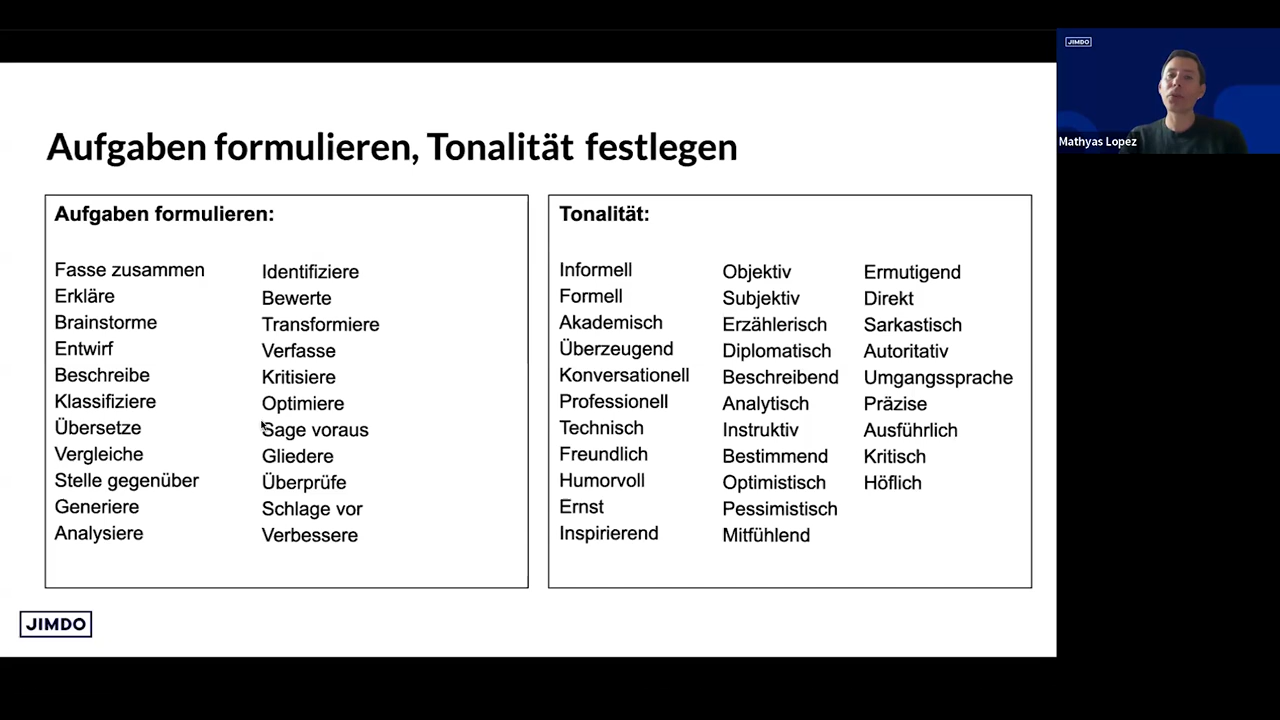 Aufgaben formulieren, Tonalität festlegen
Aufgaben formulieren:
Fasse zusammen
Erkläre
Brainstorme
Entwirf
Beschreibe
Klassifiziere
Übersetze
Vergleiche
Stelle gegenüber
Generiere
Analysiere
Identifiziere
Bewerte
Transformiere
Verfasse
Kritisiere
Optimiere
Sage voraus
Gliedere
Überprüfe
Schlage vor
Verbessere
Tonalität:
Informell
Formell
Akademisch
Überzeugend
Konversationell
Professionell
Technisch
Freundlich
Humorvoll
Ernst
Inspirierend
Objektiv
Subjektiv
Erzählerisch
Diplomatisch
Beschreibend
Analytisch
Instruktiv
Bestimmend
Optimistisch
Pessimistisch
Mitfühlend
Ermutigend
Direkt
Sarkastisch
Autoritativ
Umgangssprache
Präzise
Ausführlich
Kritisch
Höflich
JIMDO
JIMDO
Mathyas Lopez